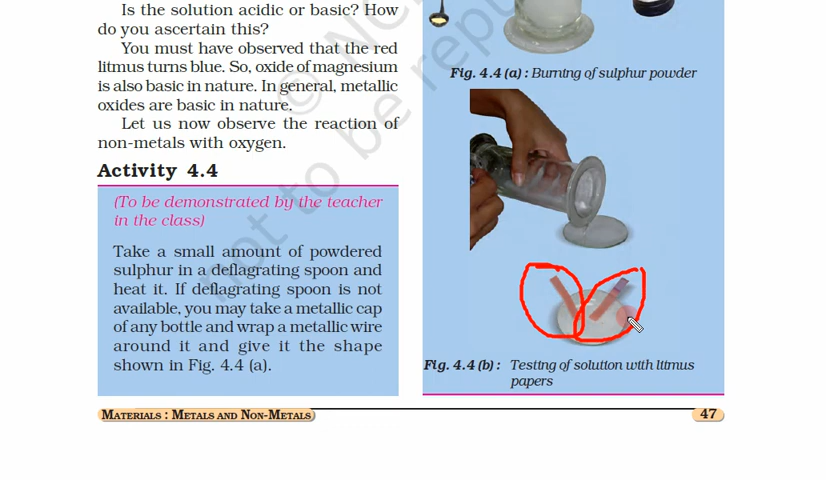 Is the solution acidic or basic? How
do you ascertain this?
You must have observed that the red
litmus turns blue. So, oxide of magnesium
is also basic in nature. In general, metallic
oxides are basic in nature.
Let us now observe the reaction of
non-metals with oxygen.
Activity 4.4
(To be demonstrated by the teacher
in the class)
Take a small amount of powdered
sulphur in a deflagrating spoon and
heat it. If deflagrating spoon is not
available, you may take a metallic cap
of any bottle and wrap a metallic wire
around it and give it the shape
shown in Fig. 4.4 (a).
Fig. 4.4 (a) : Burning of sulphur powder
Fig. 4.4 (b) : Testing of solution with litmus
papers
MATERIALS : METALS AND NON-METALS
47
© NC
not to be repu